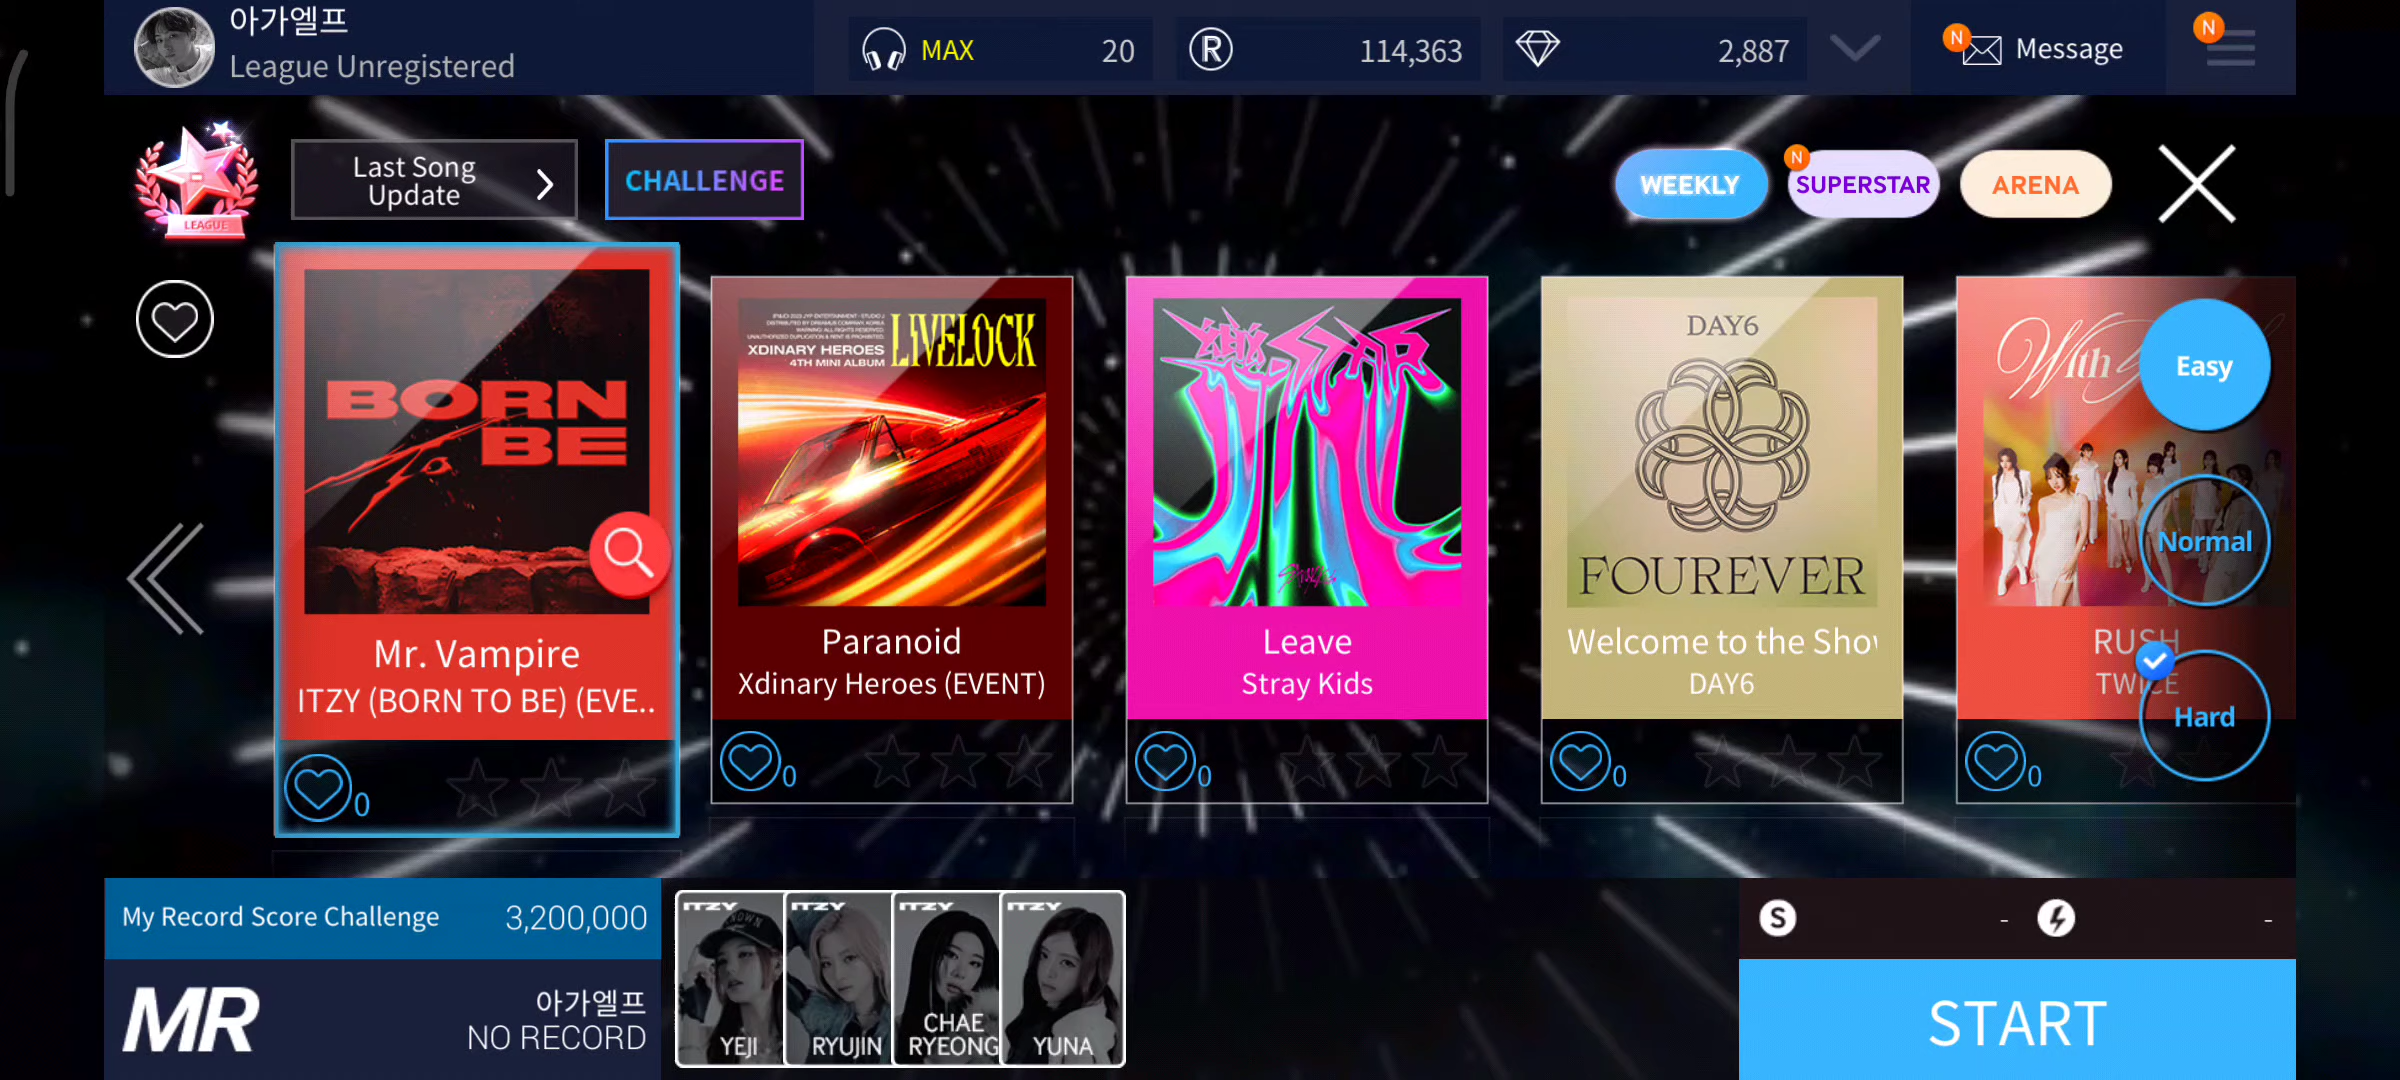 아가엘프
League Unregistered
MAX 20
R 114,363
2,887
N
Message
N
LEAGUE
Last Song
Update
CHALLENGE
WEEKLY
N
SUPERSTAR
ARENA
BORN
BE
Mr. Vampire
ITZY (BORN TO BE) (EVE..
0
XDINARY HEROES
4TH MINI ALBUM
LIVELOCK
Paranoid
Xdinary Heroes (EVENT)
0
Leave
Stray Kids
0
DAY6
FOUREVER
Welcome to the Sho
DAY6
0
With
RUSH
TWICE
0
Easy
Normal
Hard
My Record Score Challenge 3,200,000
MR
아가엘프
NO RECORD
ITZY
YEJI
ITZY
RYUJIN
ITZY
CHAE
RYEONG
ITZY
YUNA
S -
-
START